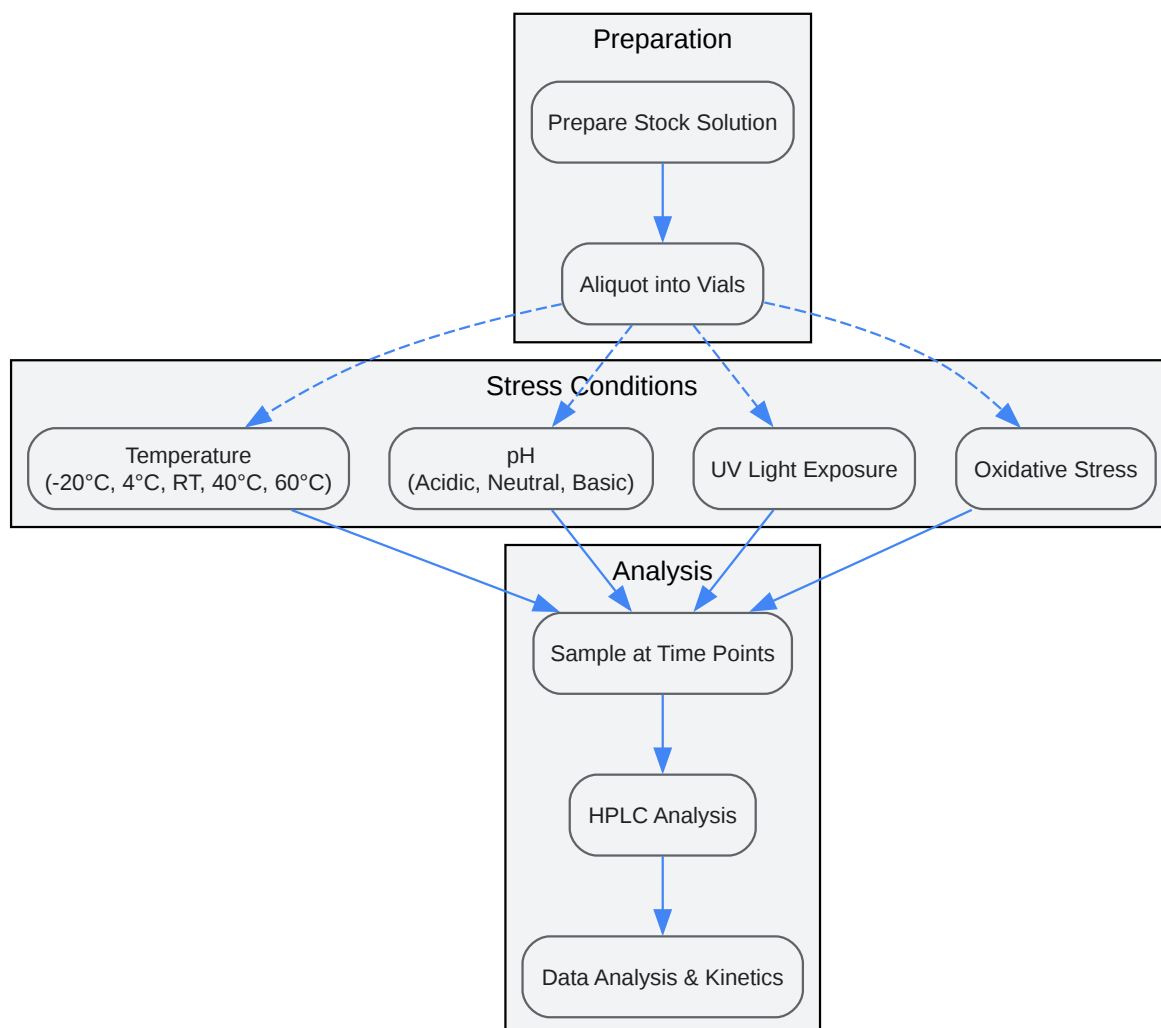 Preparation
Prepare Stock Solution
Aliquot into Vials
Stress Conditions
Temperature
(-20°C, 4°C, RT, 40°C, 60°C)
pH
(Acidic, Neutral, Basic)
UV Light Exposure
Oxidative Stress
Analysis
Sample at Time Points
HPLC Analysis
Data Analysis & Kinetics